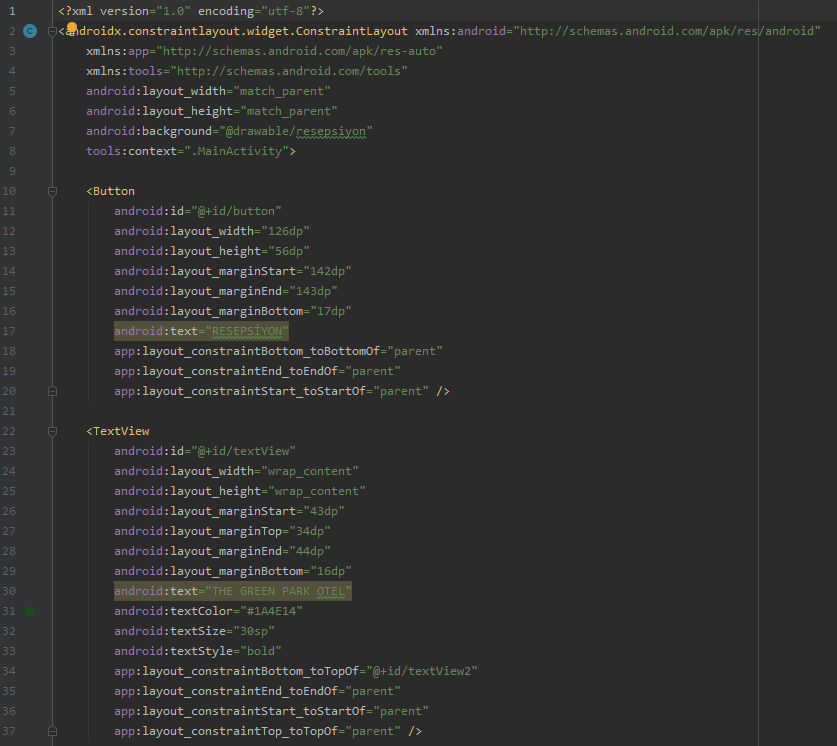 1 <?xml version="1.0" encoding="utf-8"?>
2 <androidx.constraintlayout.widget.ConstraintLayout xmlns:android="http://schemas.android.com/apk/res/android"
3 xmlns:app="http://schemas.android.com/apk/res-auto"
4 xmlns:tools="http://schemas.android.com/tools"
5 android:layout_width="match_parent"
6 android:layout_height="match_parent"
7 android:background="@drawable/resepsiyon"
8 tools:context=".MainActivity">
9
10 <Button
11 android:id="@+id/button"
12 android:layout_width="126dp"
13 android:layout_height="56dp"
14 android:layout_marginStart="142dp"
15 android:layout_marginEnd="143dp"
16 android:layout_marginBottom="17dp"
17 android:text="RESEPSİYON"
18 app:layout_constraintBottom_toBottomOf="parent"
19 app:layout_constraintEnd_toEndOf="parent"
20 app:layout_constraintStart_toStartOf="parent" />
21
22 <TextView
23 android:id="@+id/textView"
24 android:layout_width="wrap_content"
25 android:layout_height="wrap_content"
26 android:layout_marginStart="43dp"
27 android:layout_marginTop="34dp"
28 android:layout_marginEnd="44dp"
29 android:layout_marginBottom="16dp"
30 android:text="THE GREEN PARK OTEL"
31 android:textColor="#1A4E14"
32 android:textSize="30sp"
33 android:textStyle="bold"
34 app:layout_constraintBottom_toTopOf="@+id/textView2"
35 app:layout_constraintEnd_toEndOf="parent"
36 app:layout_constraintStart_toStartOf="parent"
37 app:layout_constraintTop_toTopOf="parent" />